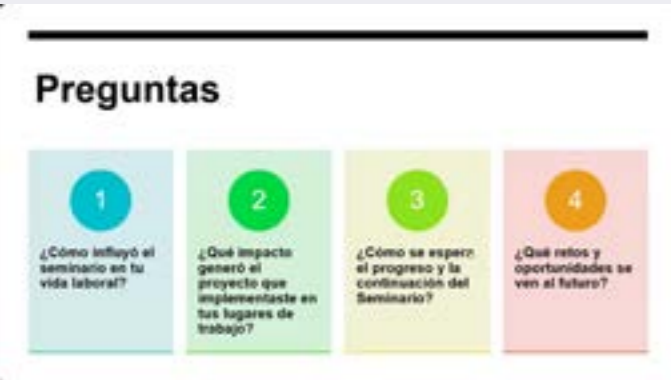 Preguntas
1
¿Cómo influyó el
seminario en tu
vida laboral?
2
¿Qué impacto
generó el
proyecto que
implementaste en
tus lugares de
trabajo?
3
¿Cómo se espera
el progreso y la
continuación del
Seminario?
4
¿Qué retos y
oportunidades se
ven al futuro?